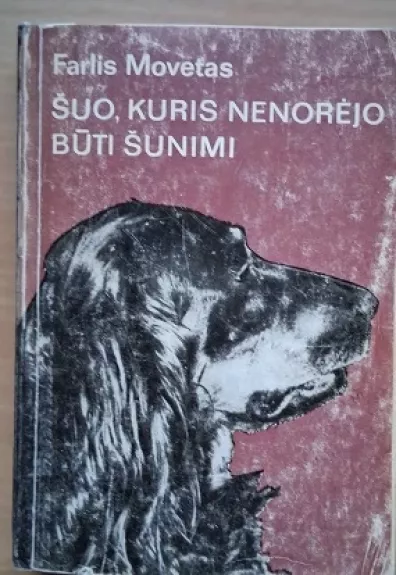 Farlis Movetas
ŠUO, KURIS NENORĖJO
BŪTI ŠUNIMI